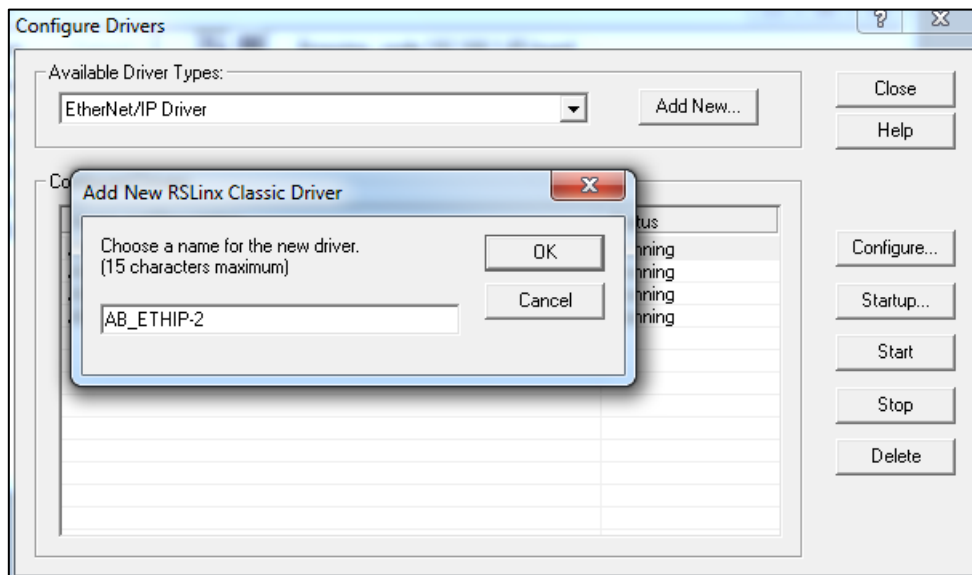 Configure Drivers
Available Driver Types:
EtherNet/IP Driver
Add New...
Close
Help
Add New RSLinx Classic Driver
Choose a name for the new driver.
(15 characters maximum)
OK
Cancel
AB_ETHIP-2
Configure...
Startup...
Start
Stop
Delete